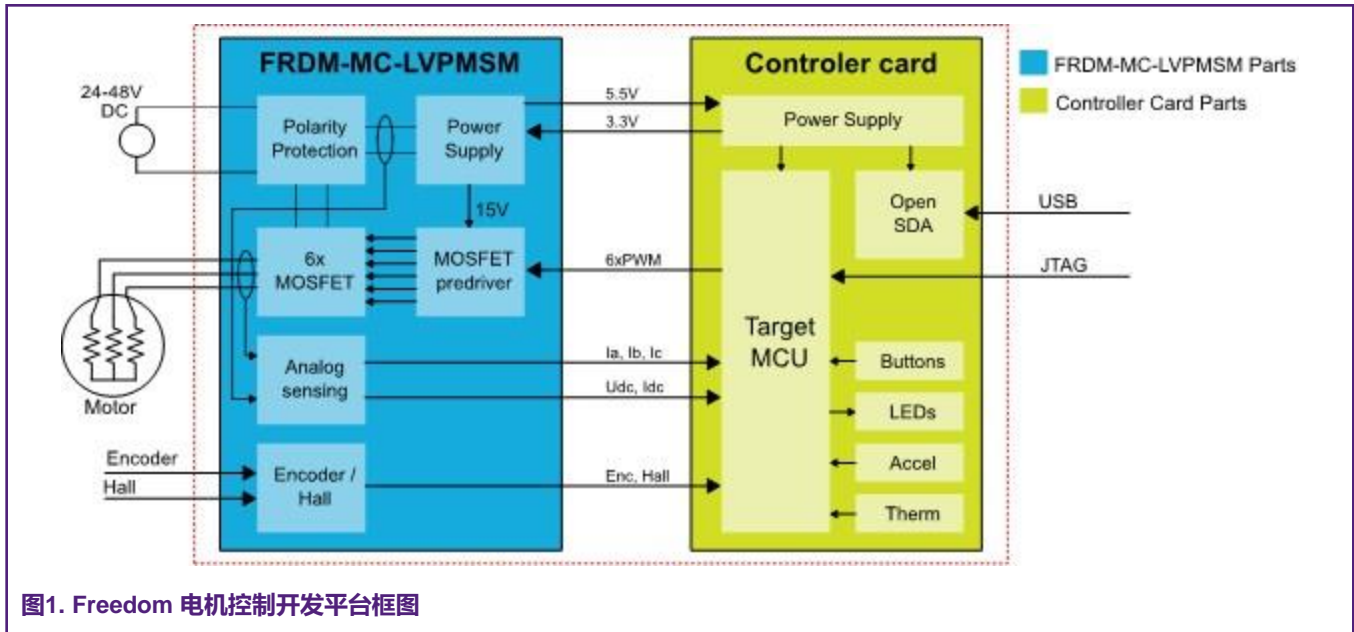 FRDM-MC-LVPMSM
Controler card
FRDM-MC-LVPMSM Parts
Controller Card Parts
24-48V
DC
Polarity
Protection
Power
Supply
5.5V
3.3V
Power Supply
15V
Open
SDA
USB
JTAG
6x
MOSFET
MOSFET
predriver
6xPWM
Target
MCU
Motor
Analog
sensing
Ia, Ib, Ic
Udc, Idc
Buttons
LEDs
Accel
Therm
Encoder
Hall
Encoder /
Hall
Enc, Hall
图1. Freedom 电机控制开发平台框图